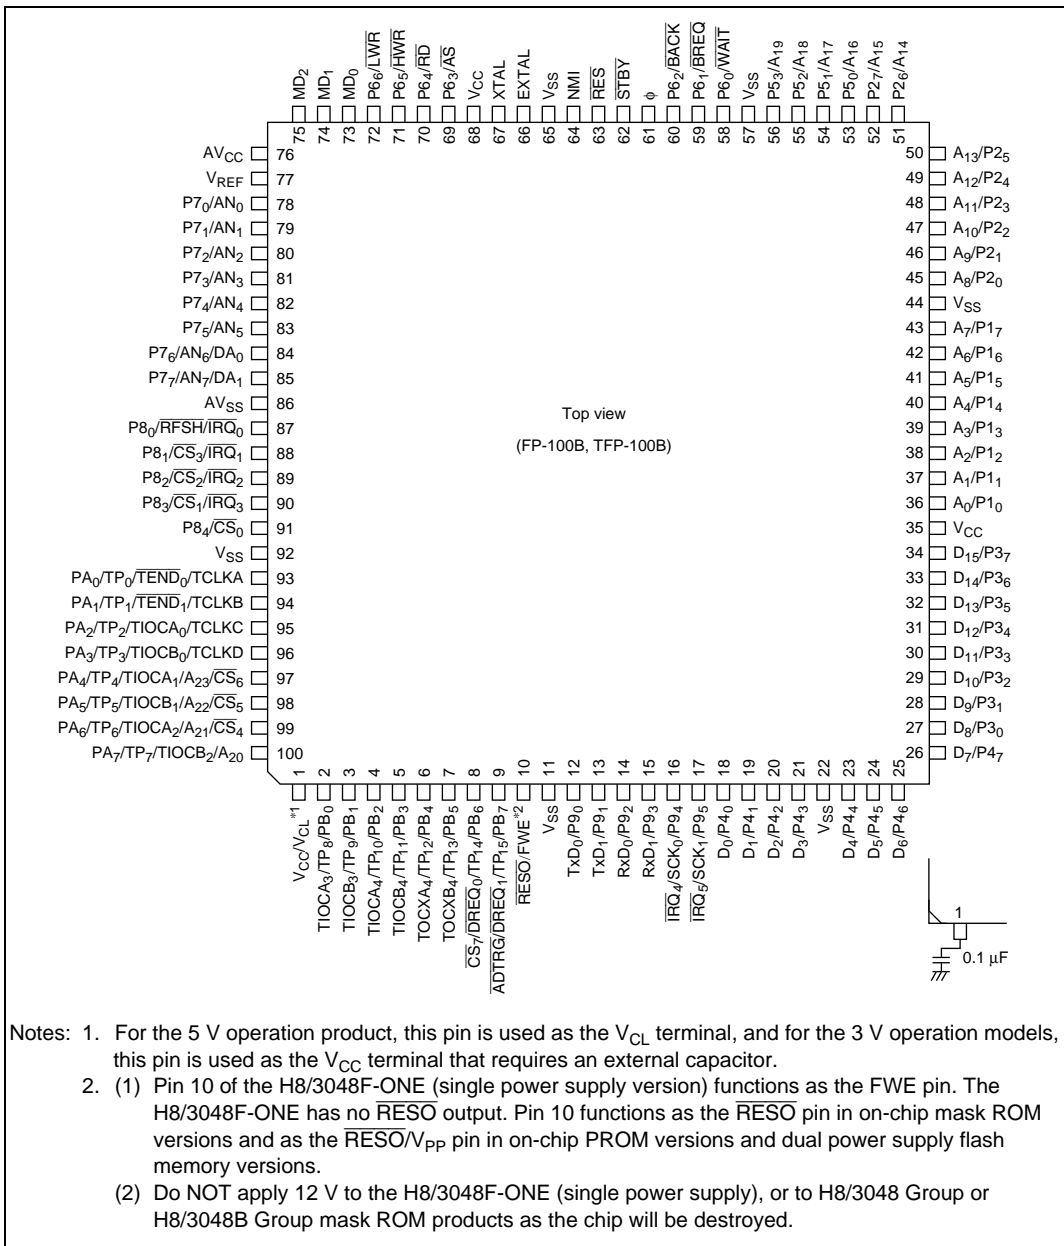 MD2
MD1
MD0
P66/LWR
P65/HWR
P64/RD
P63/AS
VCC
XTAL
EXTAL
VSS
NMI
RES
STBY
ϕ
P62/BACK
P61/BREQ
P60/WAIT
VSS
P53/A19
P52/A18
P51/A17
P50/A16
P27/A15
P26/A14
75 74 73 72 71 70 69 68 67 66 65 64 63 62 61 60 59 58 57 56 55 54 53 52 51
AVCC 76
VREF 77
P70/AN0 78
P71/AN1 79
P72/AN2 80
P73/AN3 81
P74/AN4 82
P75/AN5 83
P76/AN6/DA0 84
P77/AN7/DA1 85
AVSS 86
P80/RFSH/IRQ0 87
P81/CS3/IRQ1 88
P82/CS2/IRQ2 89
P83/CS1/IRQ3 90
P84/CS0 91
VSS 92
PA0/TP0/TEND0/TCLKA 93
PA1/TP1/TEND1/TCLKB 94
PA2/TP2/TIOCA0/TCLKC 95
PA3/TP3/TIOCB0/TCLKD 96
PA4/TP4/TIOCA1/A23/CS6 97
PA5/TP5/TIOCB1/A22/CS5 98
PA6/TP6/TIOCA2/A21/CS4 99
PA7/TP7/TIOCB2/A20 100
Top view
(FP-100B, TFP-100B)
50 A13/P25
49 A12/P24
48 A11/P23
47 A10/P22
46 A9/P21
45 A8/P20
44 VSS
43 A7/P17
42 A6/P16
41 A5/P15
40 A4/P14
39 A3/P13
38 A2/P12
37 A1/P11
36 A0/P10
35 VCC
34 D15/P37
33 D14/P36
32 D13/P35
31 D12/P34
30 D11/P33
29 D10/P32
28 D9/P31
27 D8/P30
26 D7/P47
1 2 3 4 5 6 7 8 9 10 11 12 13 14 15 16 17 18 19 20 21 22 23 24 25
VCC/VCL*1
TIOCA3/TP8/PB0
TIOCB3/TP9/PB1
TIOCA4/TP10/PB2
TIOCB4/TP11/PB3
TOCXA4/TP12/PB4
TOCXB4/TP13/PB5
CS7/DREQ0/TP14/PB6
ADTRG/DREQ1/TP15/PB7
RESO/FWE*2
VSS
TxD0/P90
TxD1/P91
RxD0/P92
RxD1/P93
IRQ4/SCK0/P94
IRQ5/SCK1/P95
D0/P40
D1/P41
D2/P42
D3/P43
VSS
D4/P44
D5/P45
D6/P46
1
0.1 µF
Notes: 1. For the 5 V operation product, this pin is used as the VCL terminal, and for the 3 V operation models,
this pin is used as the VCC terminal that requires an external capacitor.
2. (1) Pin 10 of the H8/3048F-ONE (single power supply version) functions as the FWE pin. The
H8/3048F-ONE has no RESO output. Pin 10 functions as the RESO pin in on-chip mask ROM
versions and as the RESO/VPP pin in on-chip PROM versions and dual power supply flash
memory versions.
(2) Do NOT apply 12 V to the H8/3048F-ONE (single power supply), or to H8/3048 Group or
H8/3048B Group mask ROM products as the chip will be destroyed.